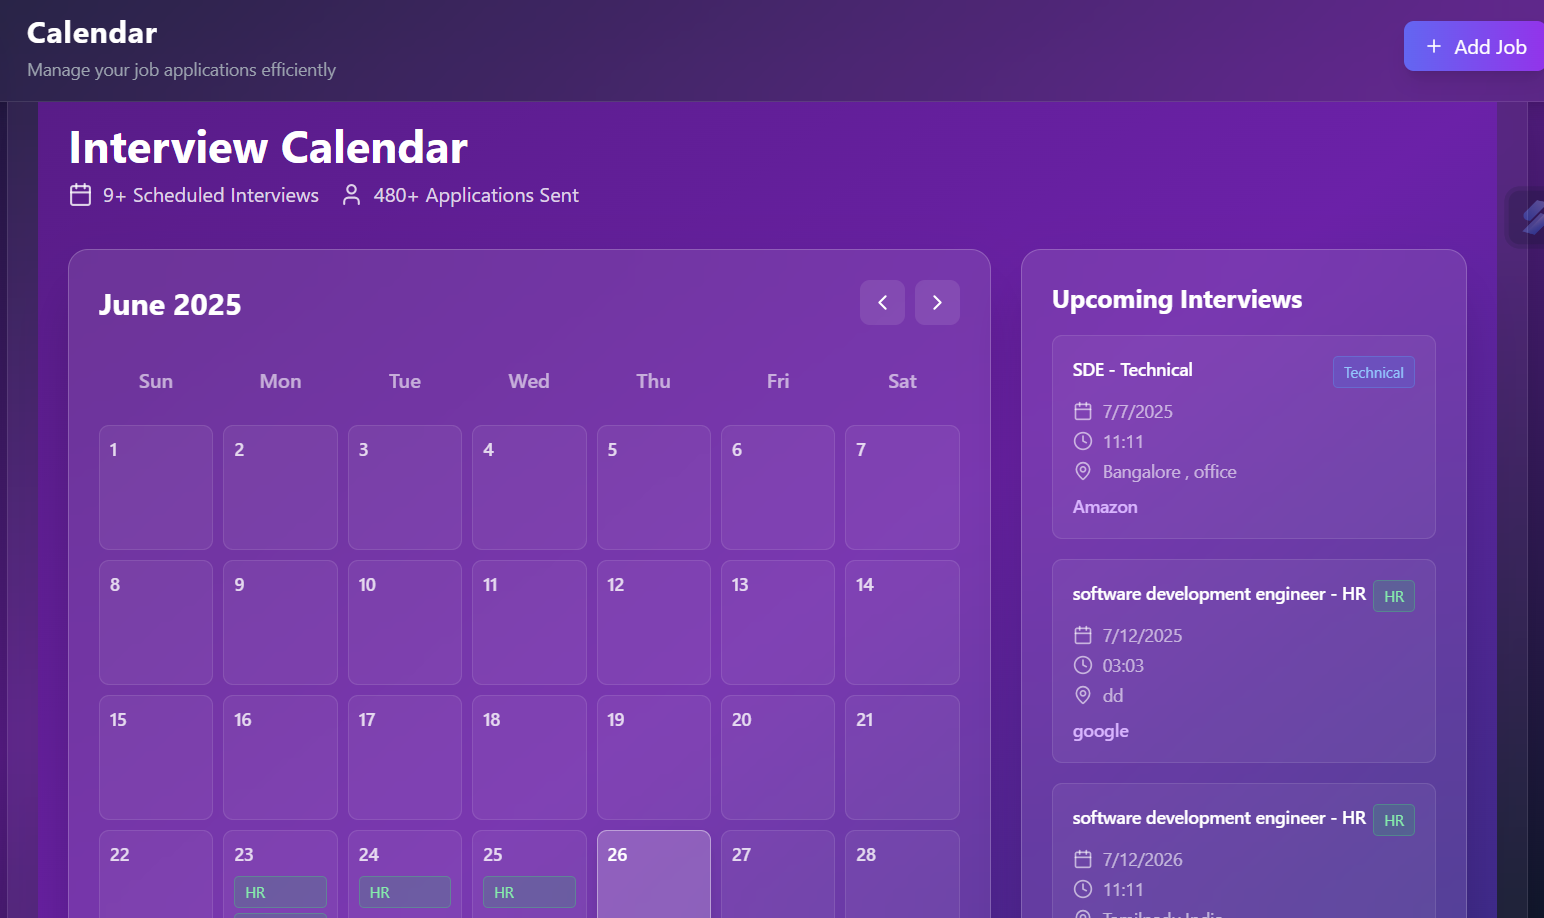 Calendar
Manage your job applications efficiently
+ Add Job
Interview Calendar
9+ Scheduled Interviews 480+ Applications Sent
June 2025
Sun Mon Tue Wed Thu Fri Sat
1 2 3 4 5 6 7
8 9 10 11 12 13 14
15 16 17 18 19 20 21
22 23 24 25 26 27 28
HR HR HR
Upcoming Interviews
SDE - Technical Technical
7/7/2025
11:11
Bangalore , office
Amazon
software development engineer - HR HR
7/12/2025
03:03
dd
google
software development engineer - HR HR
7/12/2026
11:11